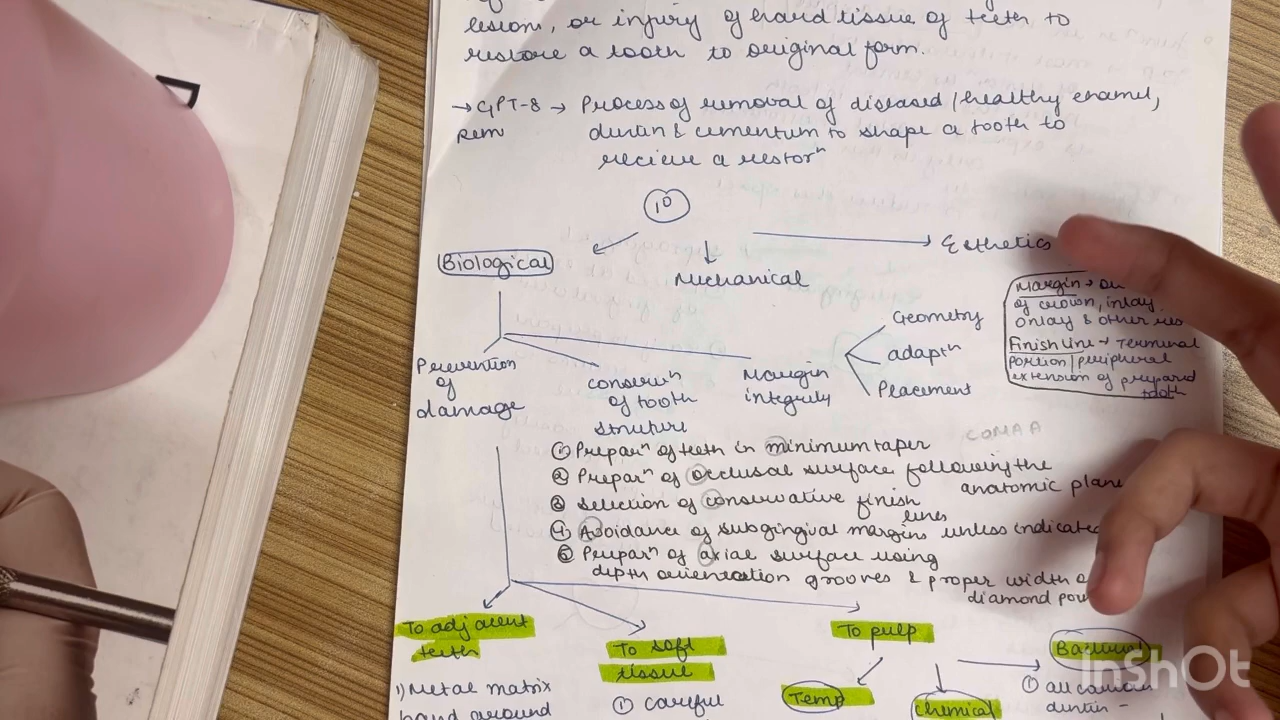 lesions, or injury of hard tissue of teeth to
restore a tooth to original form.
→ GPT-8 → Process of removal of diseased / healthy enamel,
rem dentin & cementum to shape a tooth to
recieve a restorⁿ
1⁰
Biological
Mechanical
Esthetics
Margin →
of crown, inlay
onlay & other res
Finish line → Terminal
portion / peripheral
extension of prepared
tooth
Geometry
adaptⁿ
Placement
Prevention
of
damage
conservⁿ
of tooth
struture
Margin
integrity
COMAA
① Preparⁿ of teeth in minimum taper
② Preparⁿ of occlusal surface following the
anatomic plane
③ Selection of conservative finish
lines
④ Avoidance of subgingival margins unless indicated
⑤ Preparⁿ of axial surface using
depth orientation grooves & proper width
diamond
To adjacent
teeth
To soft
tissue
To pulp
Bacterial
Temp
chemical
1) Metal matrix
band around
① careful
①
dentin -
InShOt